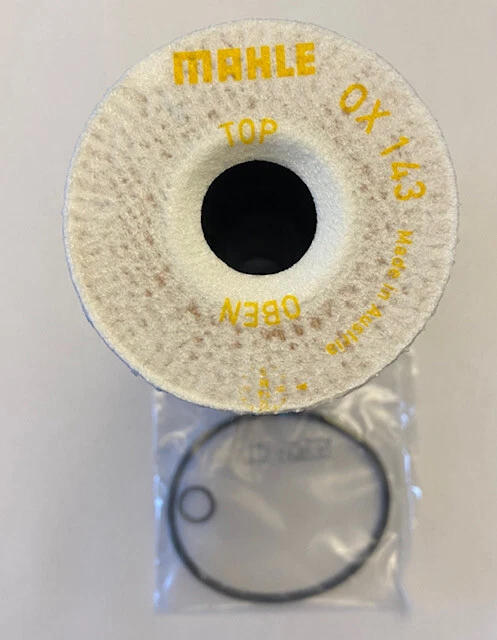 MAHLE
OX 143
TOP
OBEN
Made in Austria